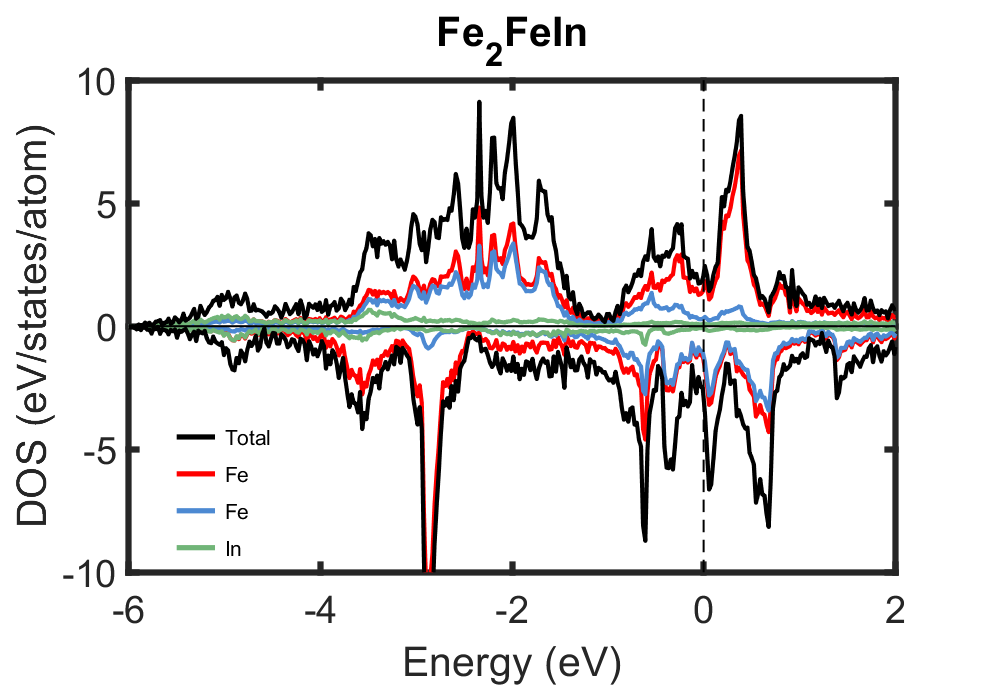 Fe₂FeIn
DOS (eV/states/atom)
10
5
0
-5
-10
Total
Fe
Fe
In
-6 -4 -2 0 2
Energy (eV)